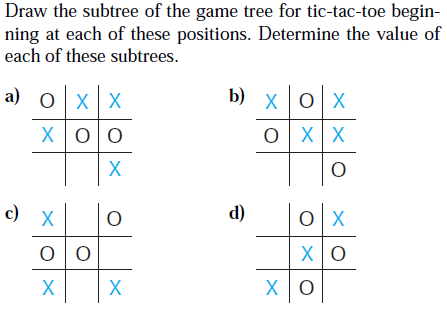 Draw the subtree of the game tree for tic-tac-toe begin-
ning at each of these positions. Determine the value of
each of these subtrees.
a) O X X
X O O
X
b) X O X
O X X
O
c) X O
O O
X X
d) O X
X O
X O